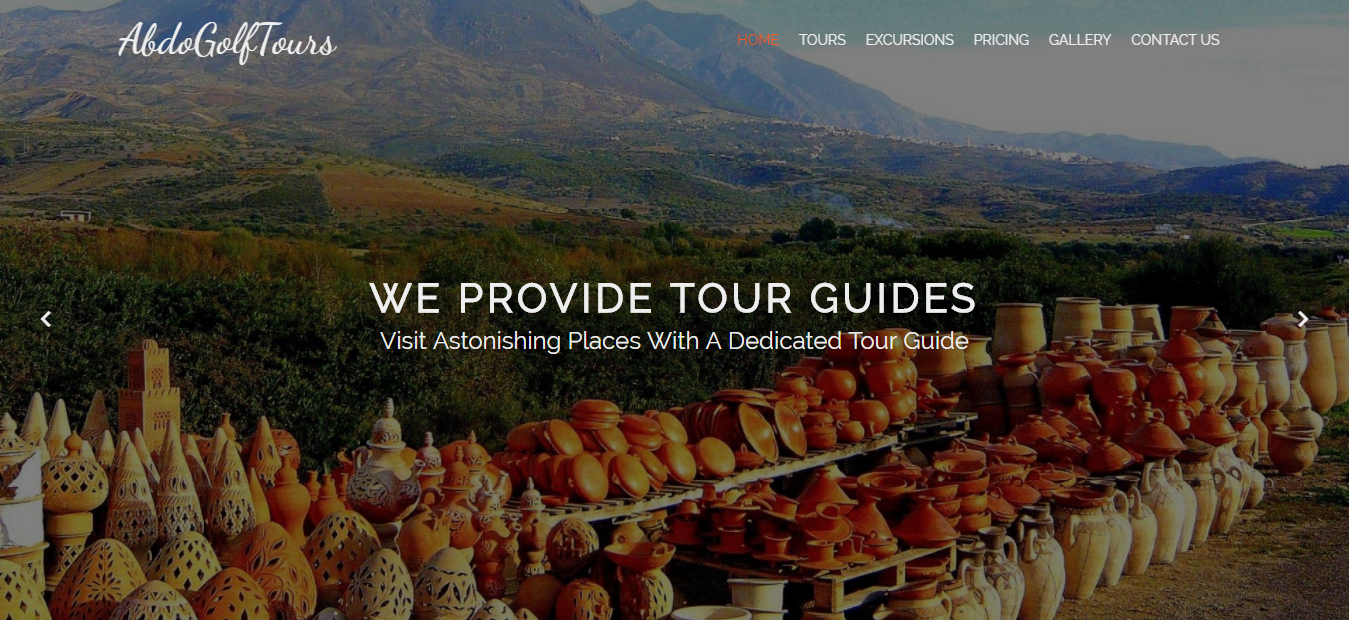 AbdoGolfTours
HOME TOURS EXCURSIONS PRICING GALLERY CONTACT US
WE PROVIDE TOUR GUIDES
Visit Astonishing Places With A Dedicated Tour Guide